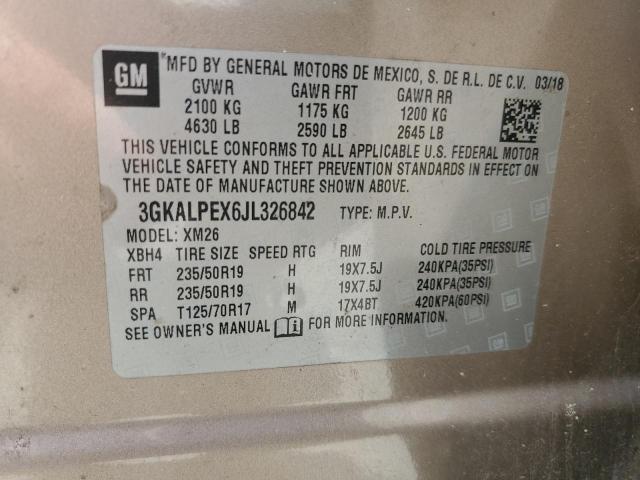 GM
*MFD BY GENERAL MOTORS DE MEXICO, S. DE R.L. DE C.V. 03/18
GVWR GAWR FRT GAWR RR
2100 KG 1175 KG 1200 KG
4630 LB 2590 LB 2645 LB
THIS VEHICLE CONFORMS TO ALL APPLICABLE U.S. FEDERAL MOTOR
VEHICLE SAFETY AND THEFT PREVENTION STANDARDS IN EFFECT ON
THE DATE OF MANUFACTURE SHOWN ABOVE.
3GKALPEX6JL326842 TYPE: M.P.V.
MODEL: XM26
XBH4 TIRE SIZE SPEED RTG RIM COLD TIRE PRESSURE
FRT 235/50R19 H 19X7.5J 240KPA(35PSI)
RR 235/50R19 H 19X7.5J 240KPA(35PSI)
SPA T125/70R17 M 17X4BT 420KPA(60PSI)
SEE OWNER'S MANUAL FOR MORE INFORMATION.